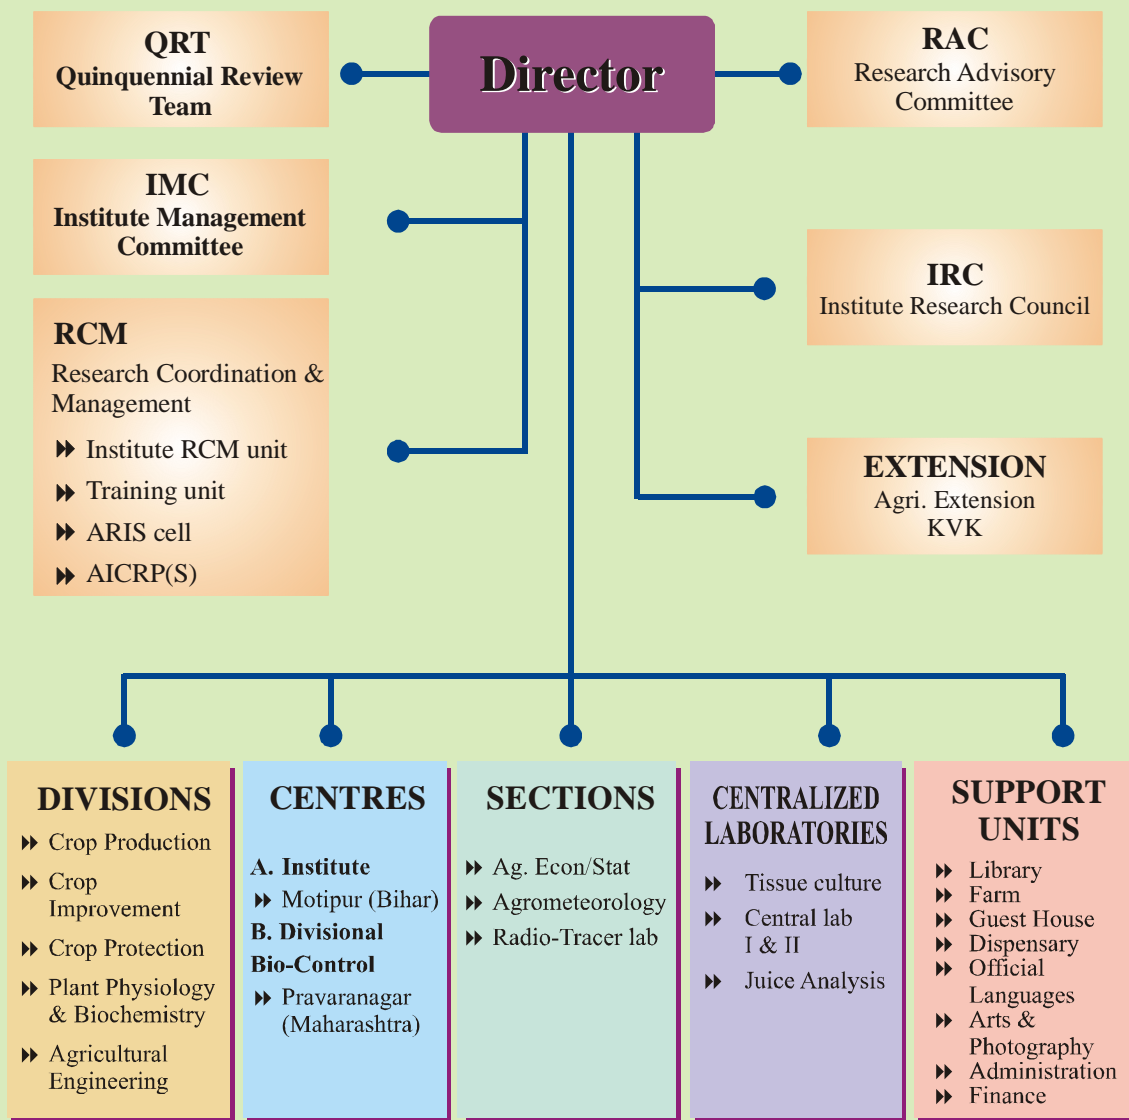 Director
QRT
Quinquennial Review
Team
RAC
Research Advisory
Committee
IMC
Institute Management
Committee
IRC
Institute Research Council
RCM
Research Coordination &
Management
Institute RCM unit
Training unit
ARIS cell
AICRP(S)
EXTENSION
Agri. Extension
KVK
DIVISIONS
Crop Production
Crop
Improvement
Crop Protection
Plant Physiology
& Biochemistry
Agricultural
Engineering
CENTRES
A. Institute
Motipur (Bihar)
B. Divisional
Bio-Control
Pravaranagar
(Maharashtra)
SECTIONS
Ag. Econ/Stat
Agrometeorology
Radio-Tracer lab
CENTRALIZED
LABORATORIES
Tissue culture
Central lab
I & II
Juice Analysis
SUPPORT
UNITS
Library
Farm
Guest House
Dispensary
Official
Languages
Arts &
Photography
Administration
Finance